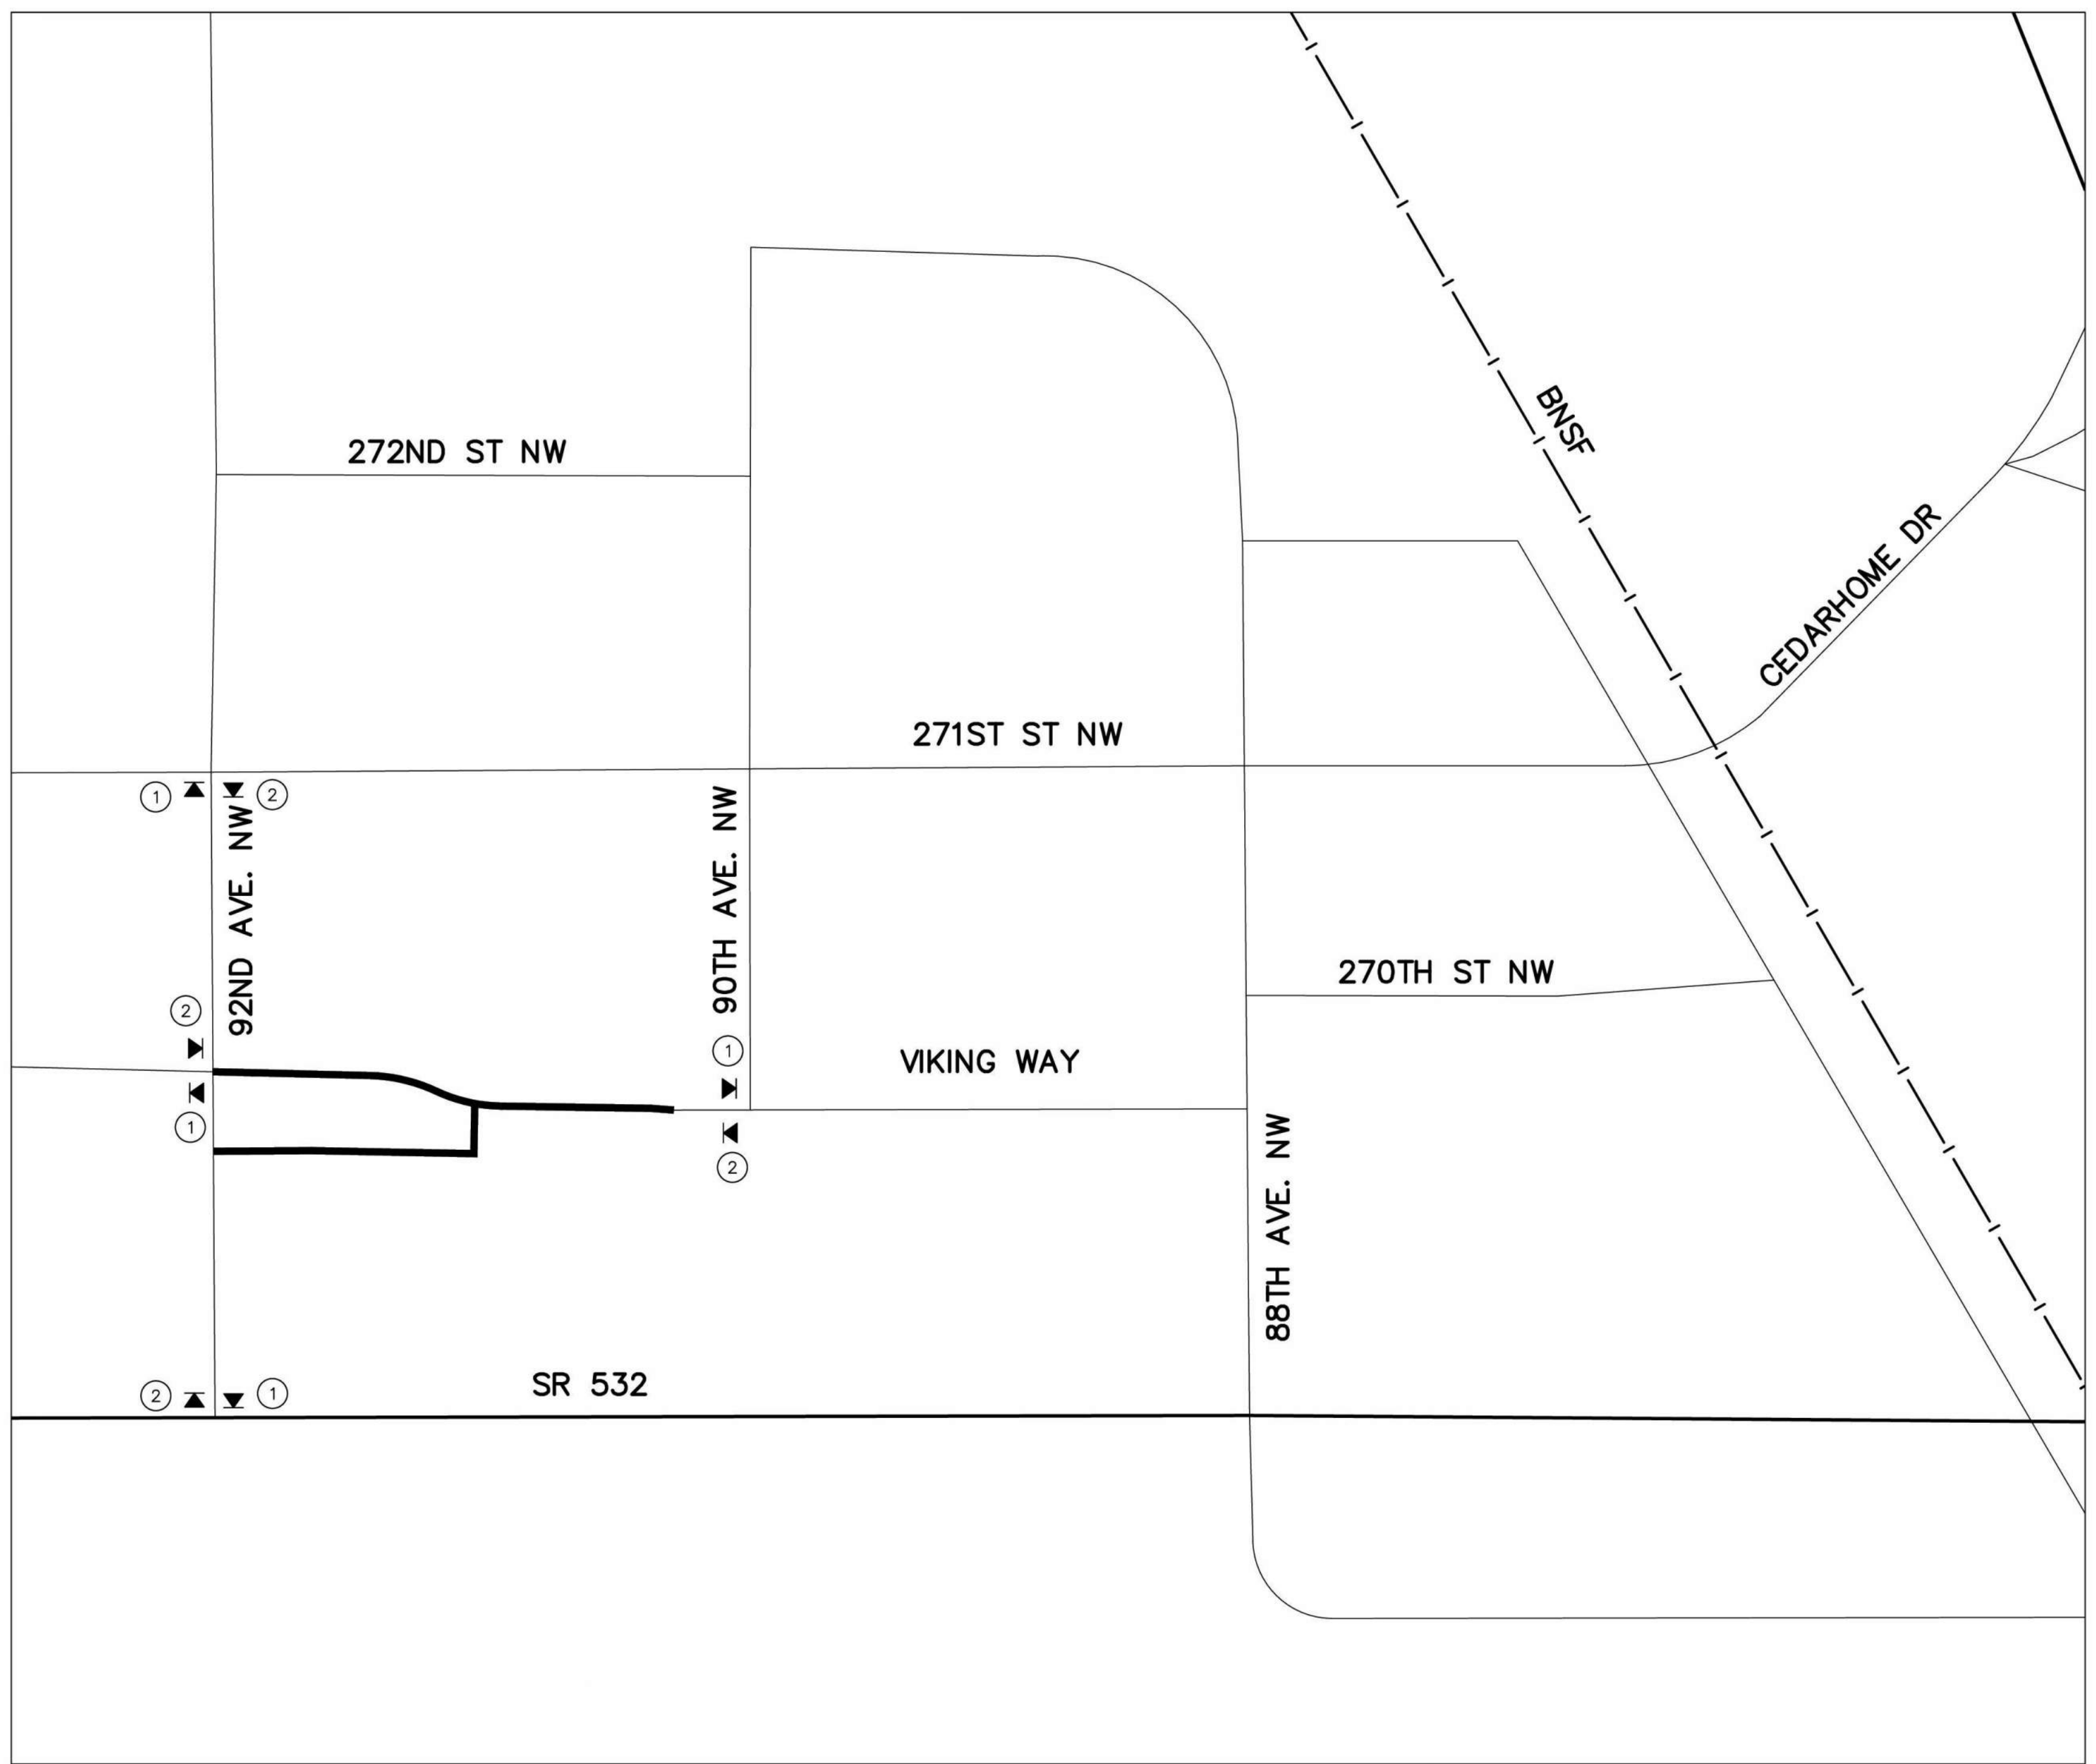 BNSF
272ND ST NW
CEDARHOME DR
271ST ST NW
1
2
92ND AVE. NW
90TH AVE. NW
270TH ST NW
2
1
VIKING WAY
1
2
88TH AVE. NW
SR 532
2
1